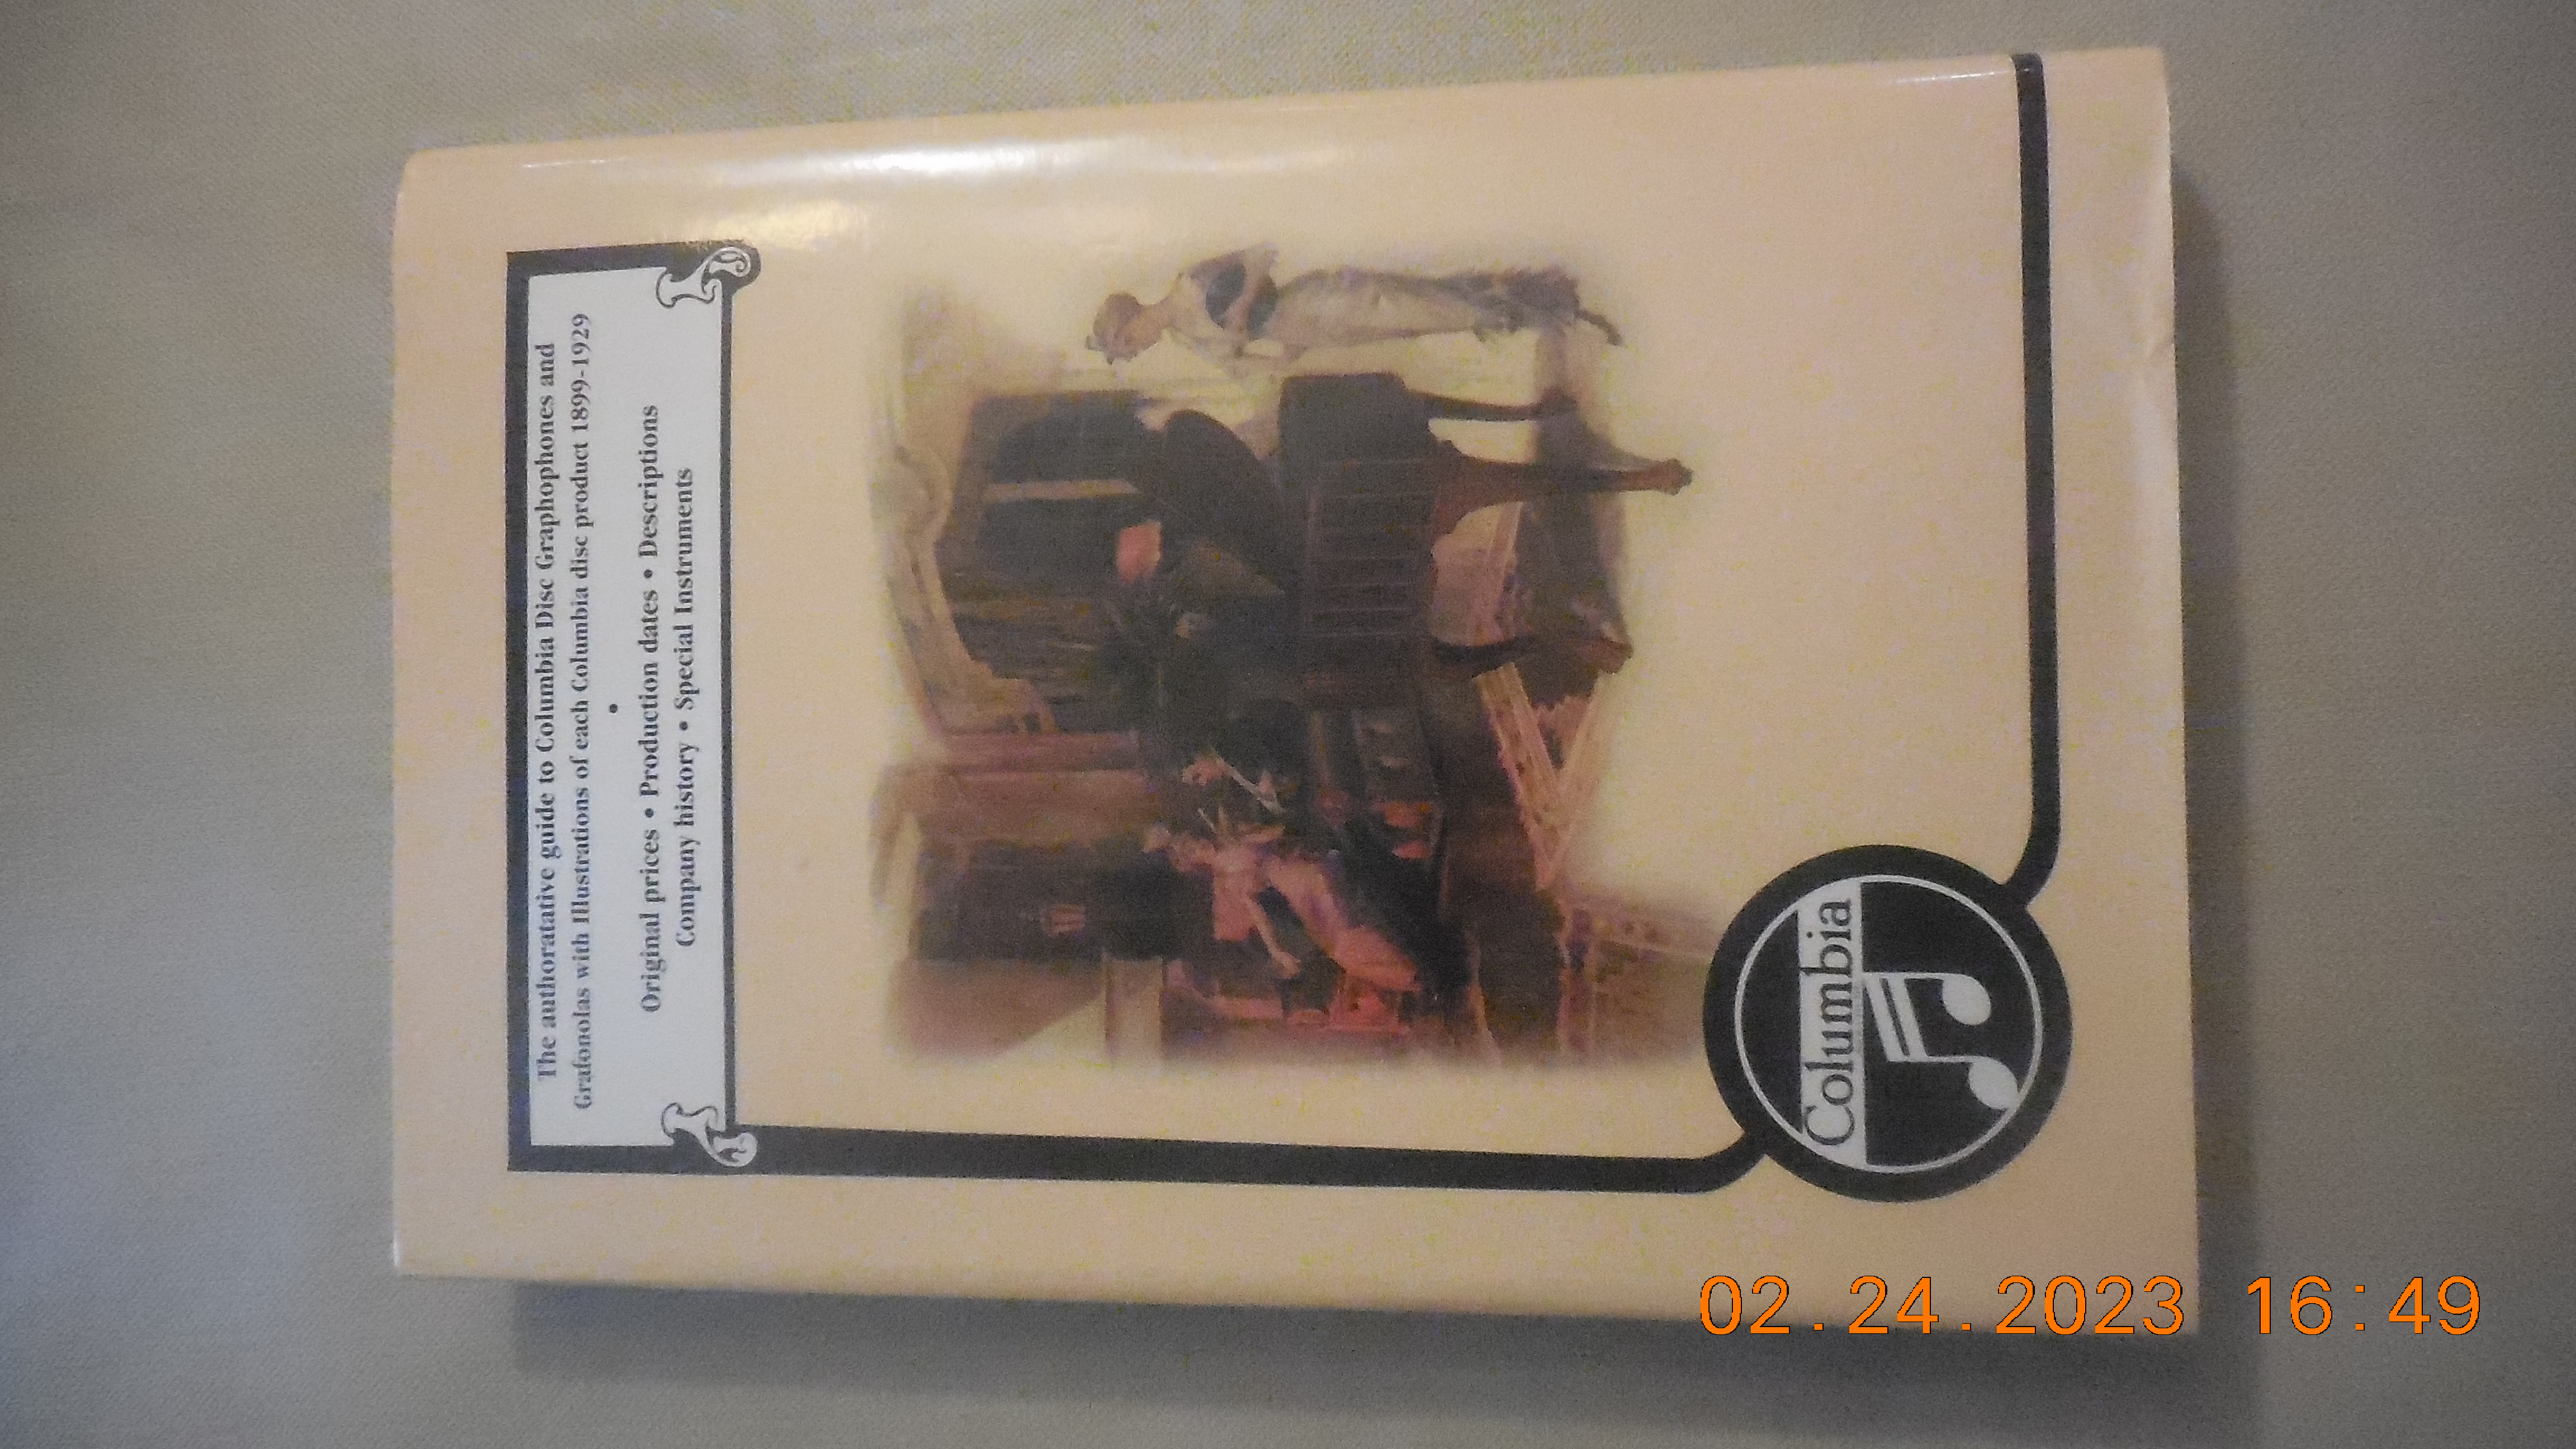 The authoratative guide to Columbia Disc Graphophones and
Grafonolas with Illustrations of each Columbia disc product 1899-1929
•
Original prices • Production dates • Descriptions
Company history • Special Instruments
Columbia
02.24.2023 16:49